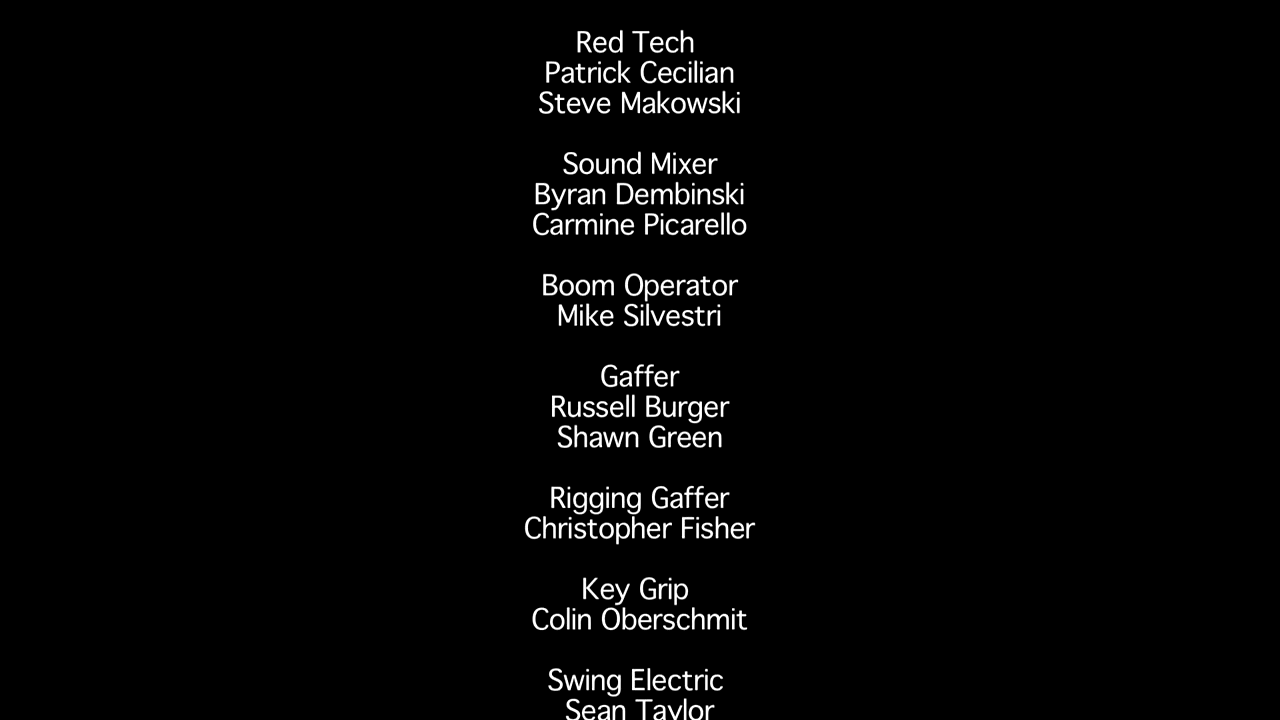 Red Tech
Patrick Cecilian
Steve Makowski
Sound Mixer
Byran Dembinski
Carmine Picarello
Boom Operator
Mike Silvestri
Gaffer
Russell Burger
Shawn Green
Rigging Gaffer
Christopher Fisher
Key Grip
Colin Oberschmit
Swing Electric
Sean Taylor